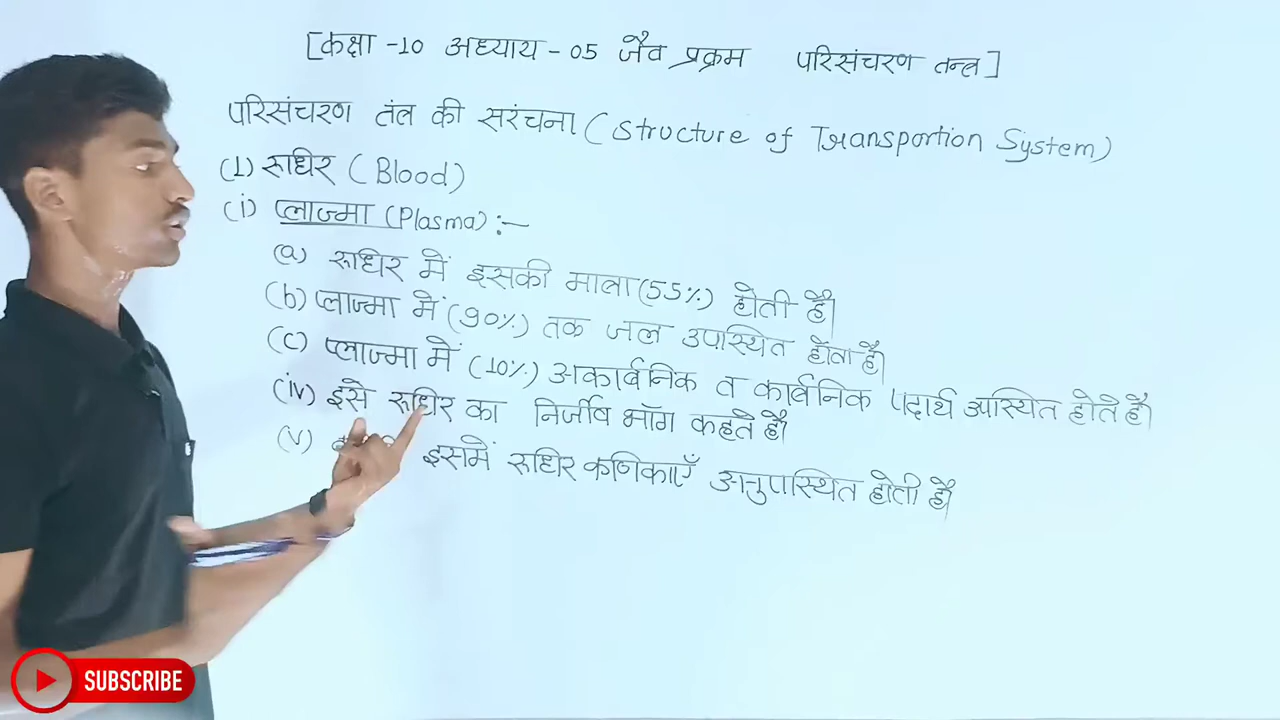 [कक्षा -10 अध्याय - 05 जैव प्रक्रम परिसंचरण तन्त्र]
परिसंचरण तंत्र की सरंचना (Structure of Transportion System)
(1) रूधिर (Blood)
(i) प्लाज्मा (Plasma) :-
(a) रूधिर में इसकी मात्रा (55%) होती है।
(b) प्लाज्मा में (90%) तक जल उपस्थित होता है।
(c) प्लाज्मा में (10%) अकार्बनिक व कार्बनिक पदार्थ उपस्थित होते है।
(iv) इसे रूधिर का निर्जीष भॉग कहते है।
(v) इसमें रूधिर कणिकाएँ अनुपस्थित होती है।
SUBSCRIBE